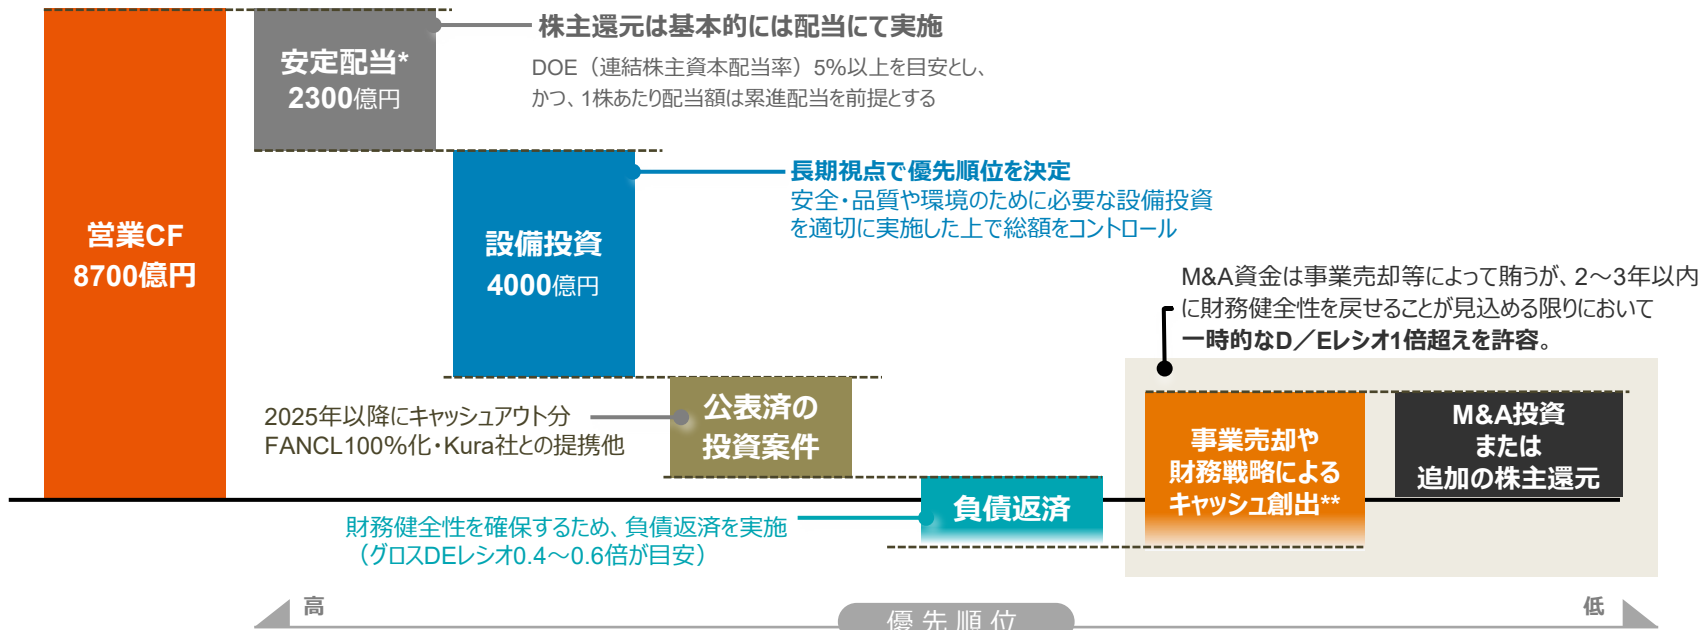 営業CF
8700億円
安定配当*
2300億円
株主還元は基本的には配当にて実施
DOE（連結株主資本配当率）5%以上を目安とし、
かつ、1株あたり配当額は累進配当を前提とする
設備投資
4000億円
長期視点で優先順位を決定
安全・品質や環境のために必要な設備投資
を適切に実施した上で総額をコントロール
2025年以降にキャッシュアウト分
FANCL100％化・Kura社との提携他
公表済の
投資案件
財務健全性を確保するため、負債返済を実施
（グロスDEレシオ0.4～0.6倍が目安）
負債返済
M&A資金は事業売却等によって賄うが、2～3年以内
に財務健全性を戻せることが見込める限りにおいて
一時的なD／Eレシオ1倍超えを許容。
事業売却や
財務戦略による
キャッシュ創出**
M&A投資
または
追加の株主還元
高
優先順位
低